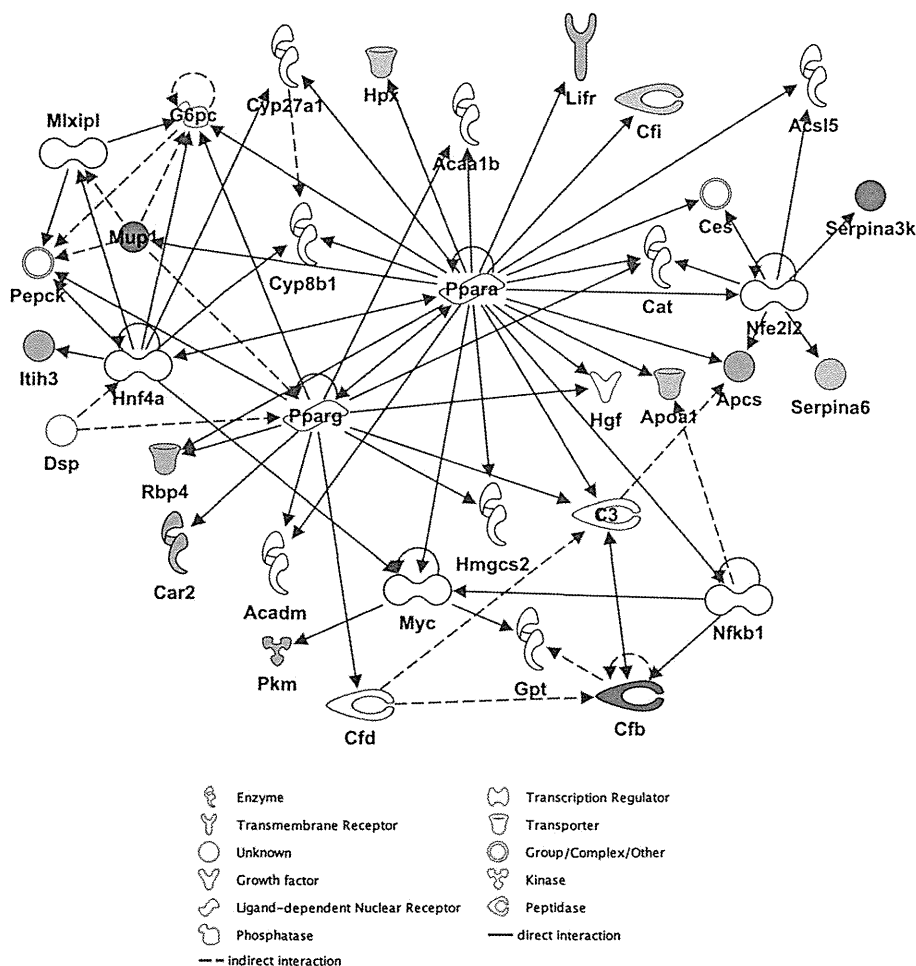 Cyp27a1
Hpx
Lifr
Cfi
Acsl5
Mlxipl
G6pc
Acaa1b
Ces
Serpina3k
Mup1
Pepck
Cyp8b1
Ppara
Cat
Nfe2l2
Itih3
Hnf4a
Pparg
Hgf
Apoa1
Apcs
Serpina6
Dsp
Rbp4
C3
Hmgcs2
Car2
Acadm
Myc
Nfkb1
Pkm
Gpt
Cfd
Cfb
Enzyme
Transcription Regulator
Transmembrane Receptor
Transporter
Unknown
Group/Complex/Other
Growth factor
Kinase
Ligand-dependent Nuclear Receptor
Peptidase
Phosphatase
direct interaction
indirect interaction